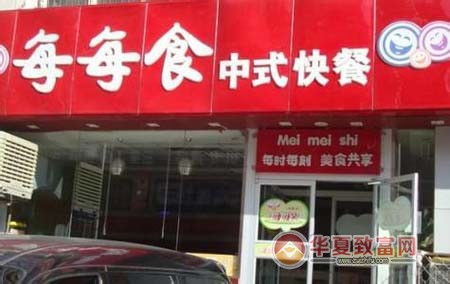 每每食 中式快餐
Mei mei shi
每时每刻 美食共享
华夏致富网